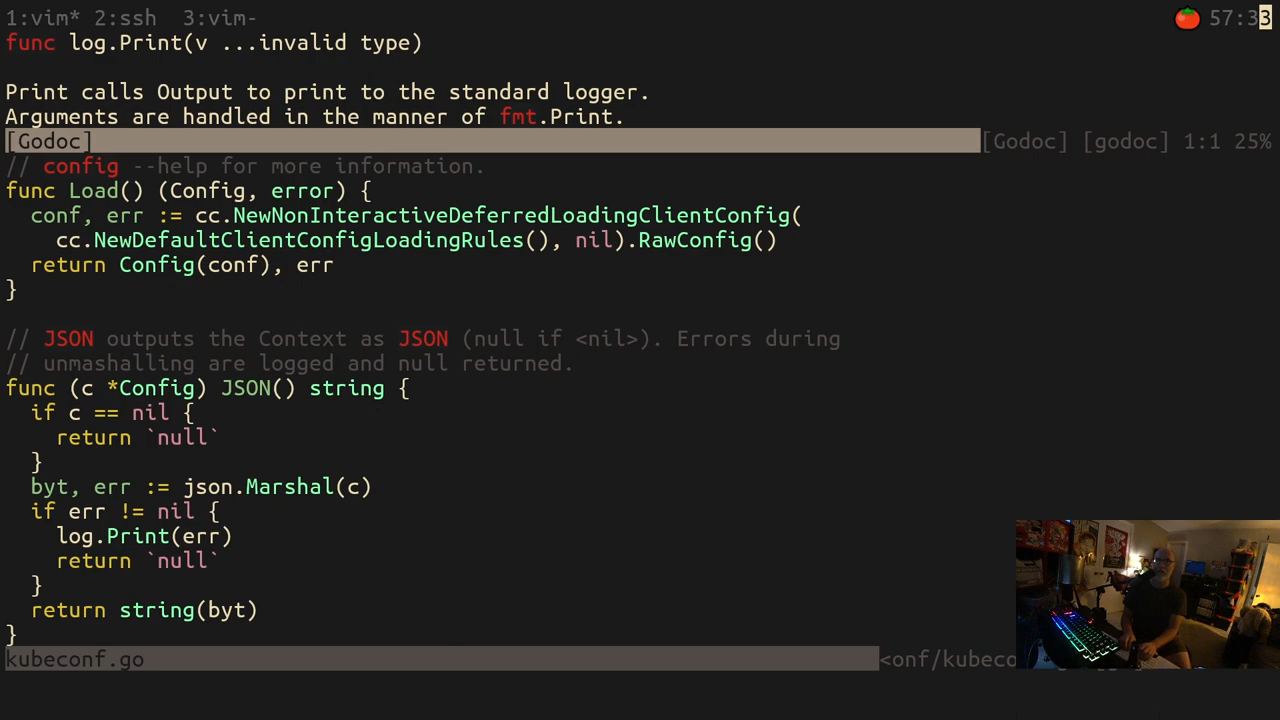 1:vim* 2:ssh  3:vim-
🍅 57:33
func log.Print(v ...invalid type)
Print calls Output to print to the standard logger.
Arguments are handled in the manner of fmt.Print.
[Godoc] [Godoc] [godoc] 1:1 25%
// config --help for more information.
func Load() (Config, error) {
  conf, err := cc.NewNonInteractiveDeferredLoadingClientConfig(
    cc.NewDefaultClientConfigLoadingRules(), nil).RawConfig()
  return Config(conf), err
}
// JSON outputs the Context as JSON (null if <nil>). Errors during
// unmashalling are logged and null returned.
func (c *Config) JSON() string {
  if c == nil {
    return `null`
  }
  byt, err := json.Marshal(c)
  if err != nil {
    log.Print(err)
    return `null`
  }
  return string(byt)
}
kubeconf.go <onf/kubeco